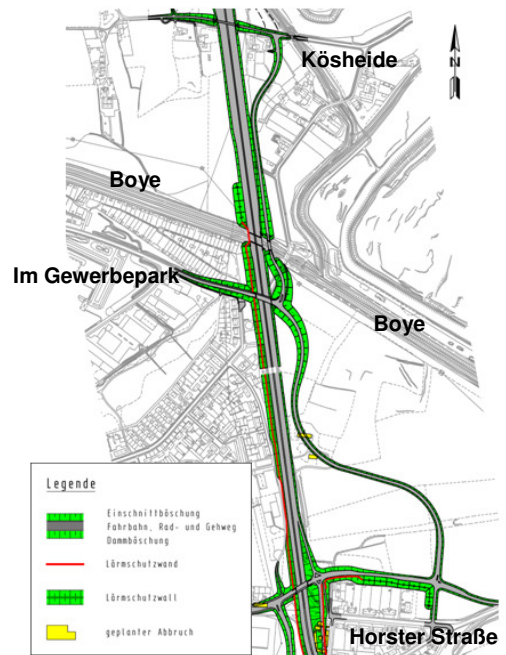 Kösheide
N
Boye
Im Gewerbepark
Boye
Legende
Einschnittböschung
Fahrbahn, Rad- und Gehweg
Dammböschung
Lärmschutzwand
Lärmschutzwall
geplanter Abbruch
Horster Straße